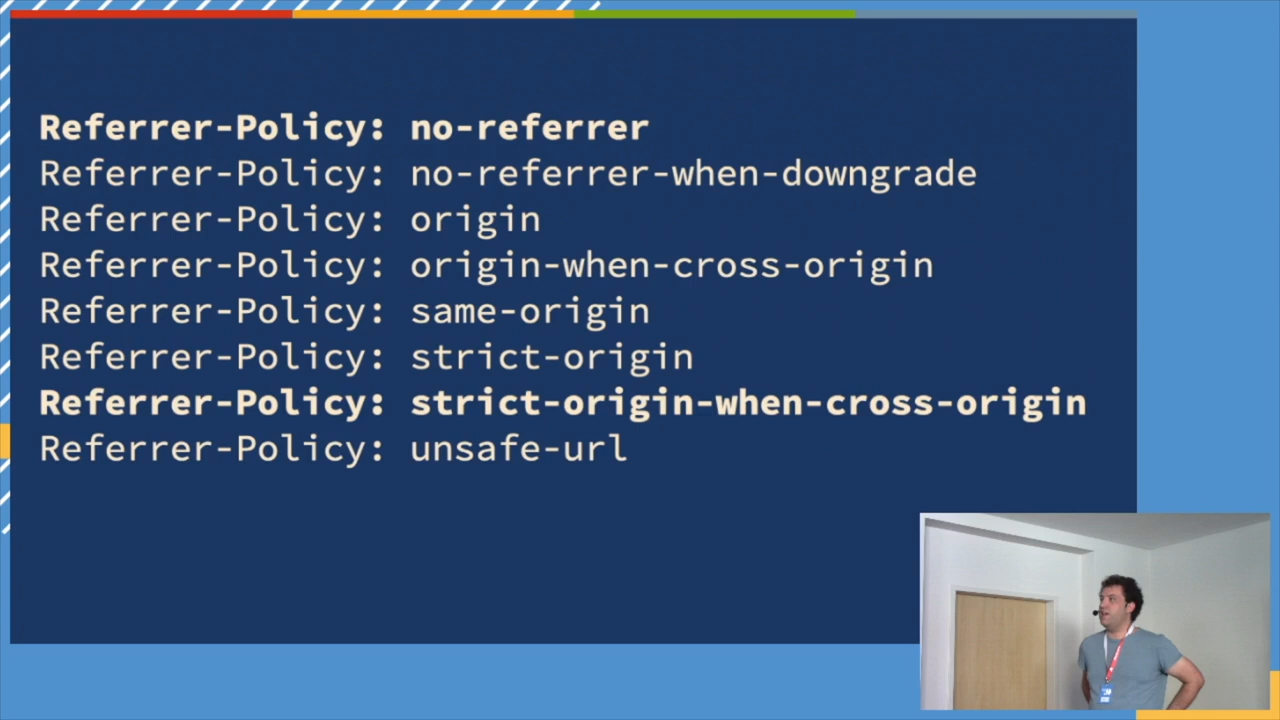 Referrer-Policy: no-referrer
Referrer-Policy: no-referrer-when-downgrade
Referrer-Policy: origin
Referrer-Policy: origin-when-cross-origin
Referrer-Policy: same-origin
Referrer-Policy: strict-origin
Referrer-Policy: strict-origin-when-cross-origin
Referrer-Policy: unsafe-url